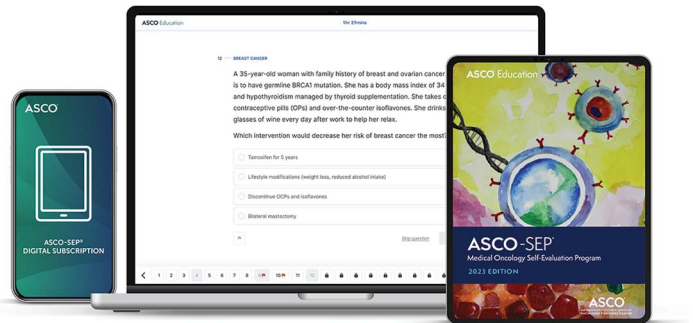 ASCO
ASCO-SEP®
DIGITAL SUBSCRIPTION
ASCO Education
1hr 29mins
12
BREAST CANCER
A 35-year-old woman with family history of breast and ovarian cancer
is to have germline BRCA1 mutation. She has a body mass index of 34
and hypothyroidism managed by thyroid supplementation. She takes
contraceptive pills (OPs) and over-the-counter isoflavones. She drinks
glasses of wine every day after work to help her relax.
Which intervention would decrease her risk of breast cancer the most?
Tamoxifen for 5 years
Lifestyle modifications (weight loss, reduced alcohol intake)
Discontinue OCPs and isoflavones
Bilateral mastectomy
Skip question
1 2 3 4 5 6 7 8 9 10 11 12
ASCO Education
ASCO-SEP®
Medical Oncology Self-Evaluation Program
2023 EDITION
ASCO